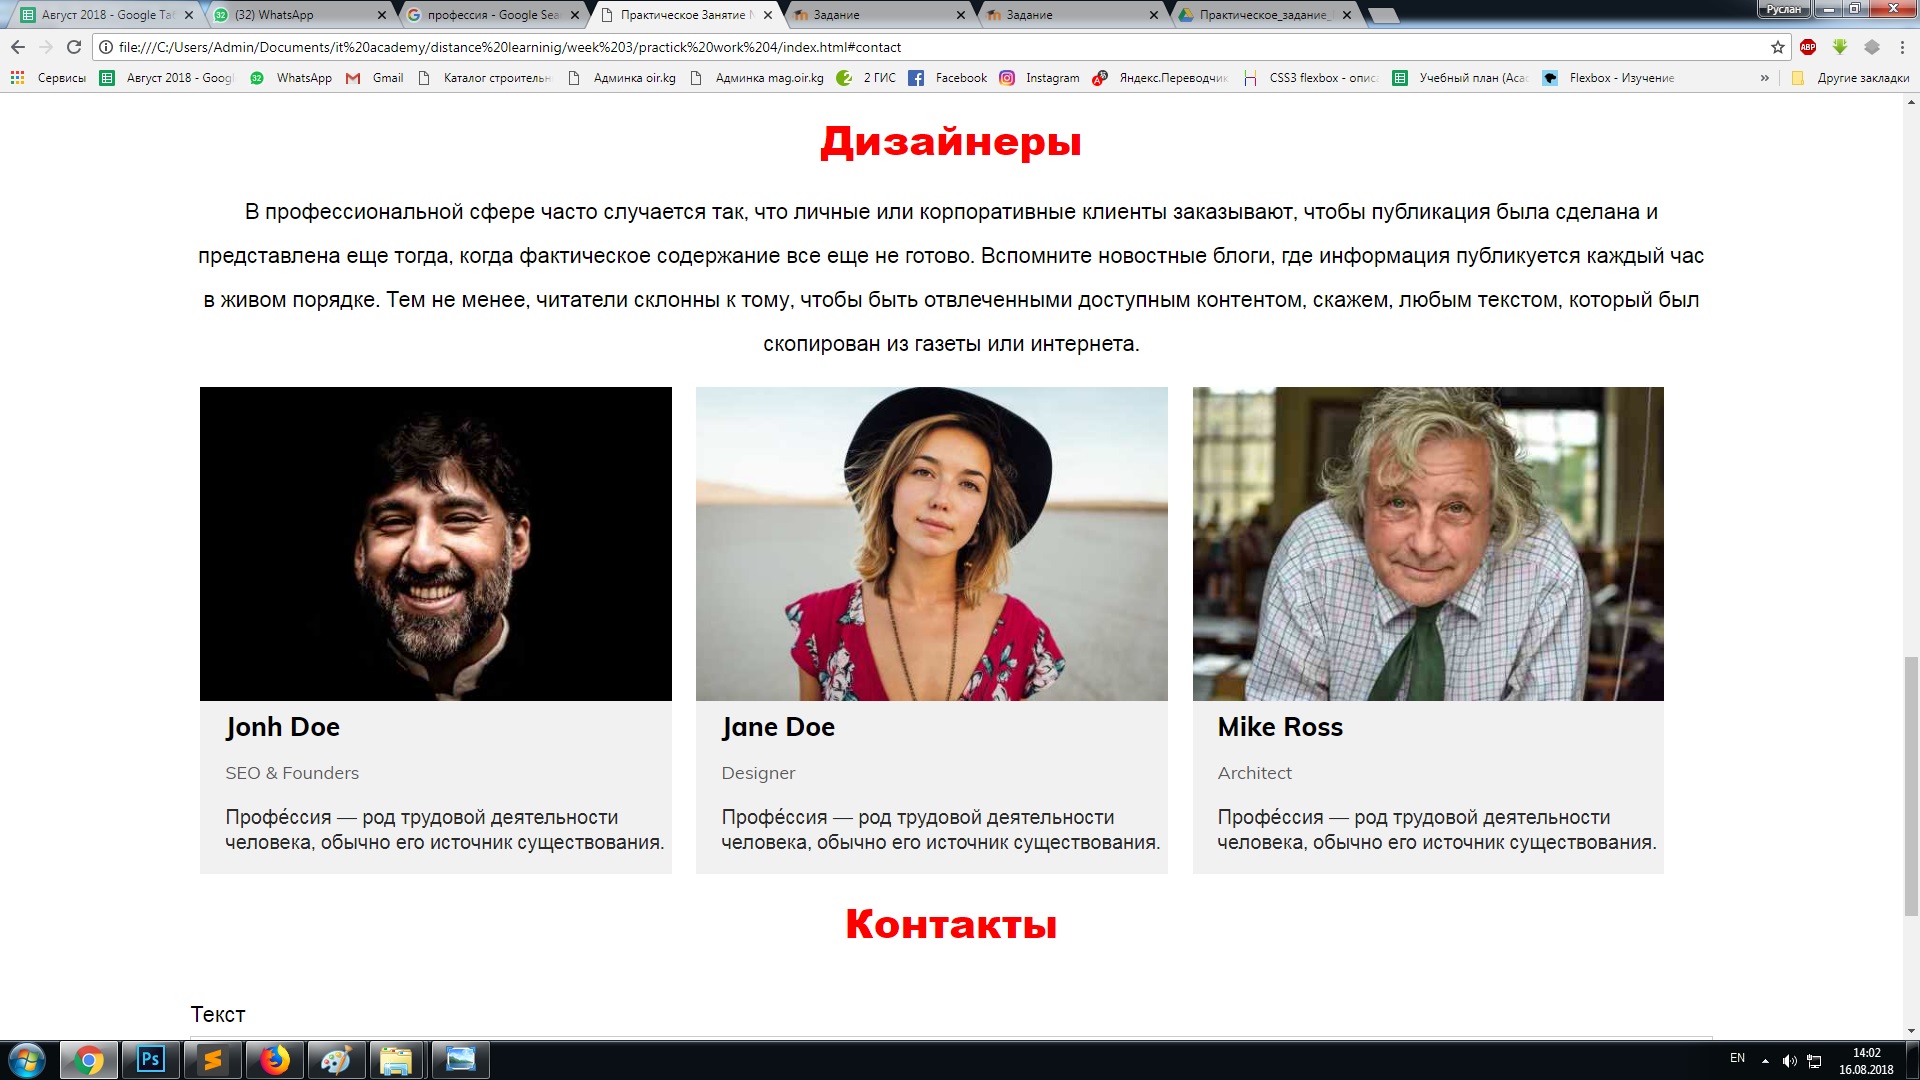 Август 2018 - Google Таб
(32) WhatsApp
профессия - Google Sea
Практическое Занятие
Задание
Задание
Практическое_задание_
Руслан
file:///C:/Users/Admin/Documents/it%20academy/distance%20learninig/week%203/practick%20work%204/index.html#contact
ABP
Сервисы
Август 2018 - Googl
WhatsApp
Gmail
Каталог строительн
Админка oir.kg
Админка mag.oir.kg
2 ГИС
Facebook
Instagram
Яндекс.Переводчик
CSS3 flexbox - описа
Учебный план (Acad
Flexbox - Изучение
»
Другие закладки
Дизайнеры
В профессиональной сфере часто случается так, что личные или корпоративные клиенты заказывают, чтобы публикация была сделана и
представлена еще тогда, когда фактическое содержание все еще не готово. Вспомните новостные блоги, где информация публикуется каждый час
в живом порядке. Тем не менее, читатели склонны к тому, чтобы быть отвлеченными доступным контентом, скажем, любым текстом, который был
скопирован из газеты или интернета.
Jonh Doe
SEO & Founders
Профе́ссия — род трудовой деятельности
человека, обычно его источник существования.
Jane Doe
Designer
Профе́ссия — род трудовой деятельности
человека, обычно его источник существования.
Mike Ross
Architect
Профе́ссия — род трудовой деятельности
человека, обычно его источник существования.
Контакты
Текст
Ps
EN
14:02
16.08.2018